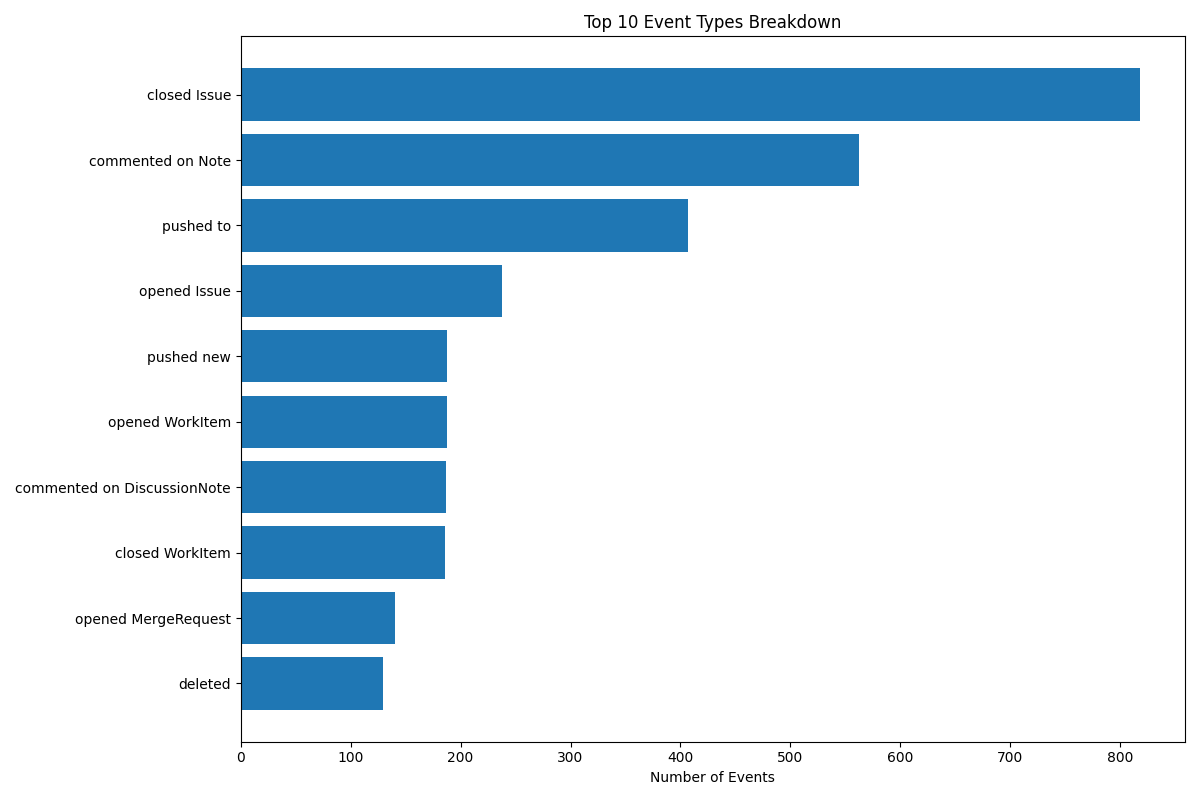 Top 10 Event Types Breakdown
closed Issue
commented on Note
pushed to
opened Issue
pushed new
opened WorkItem
commented on DiscussionNote
closed WorkItem
opened MergeRequest
deleted
0 100 200 300 400 500 600 700 800
Number of Events